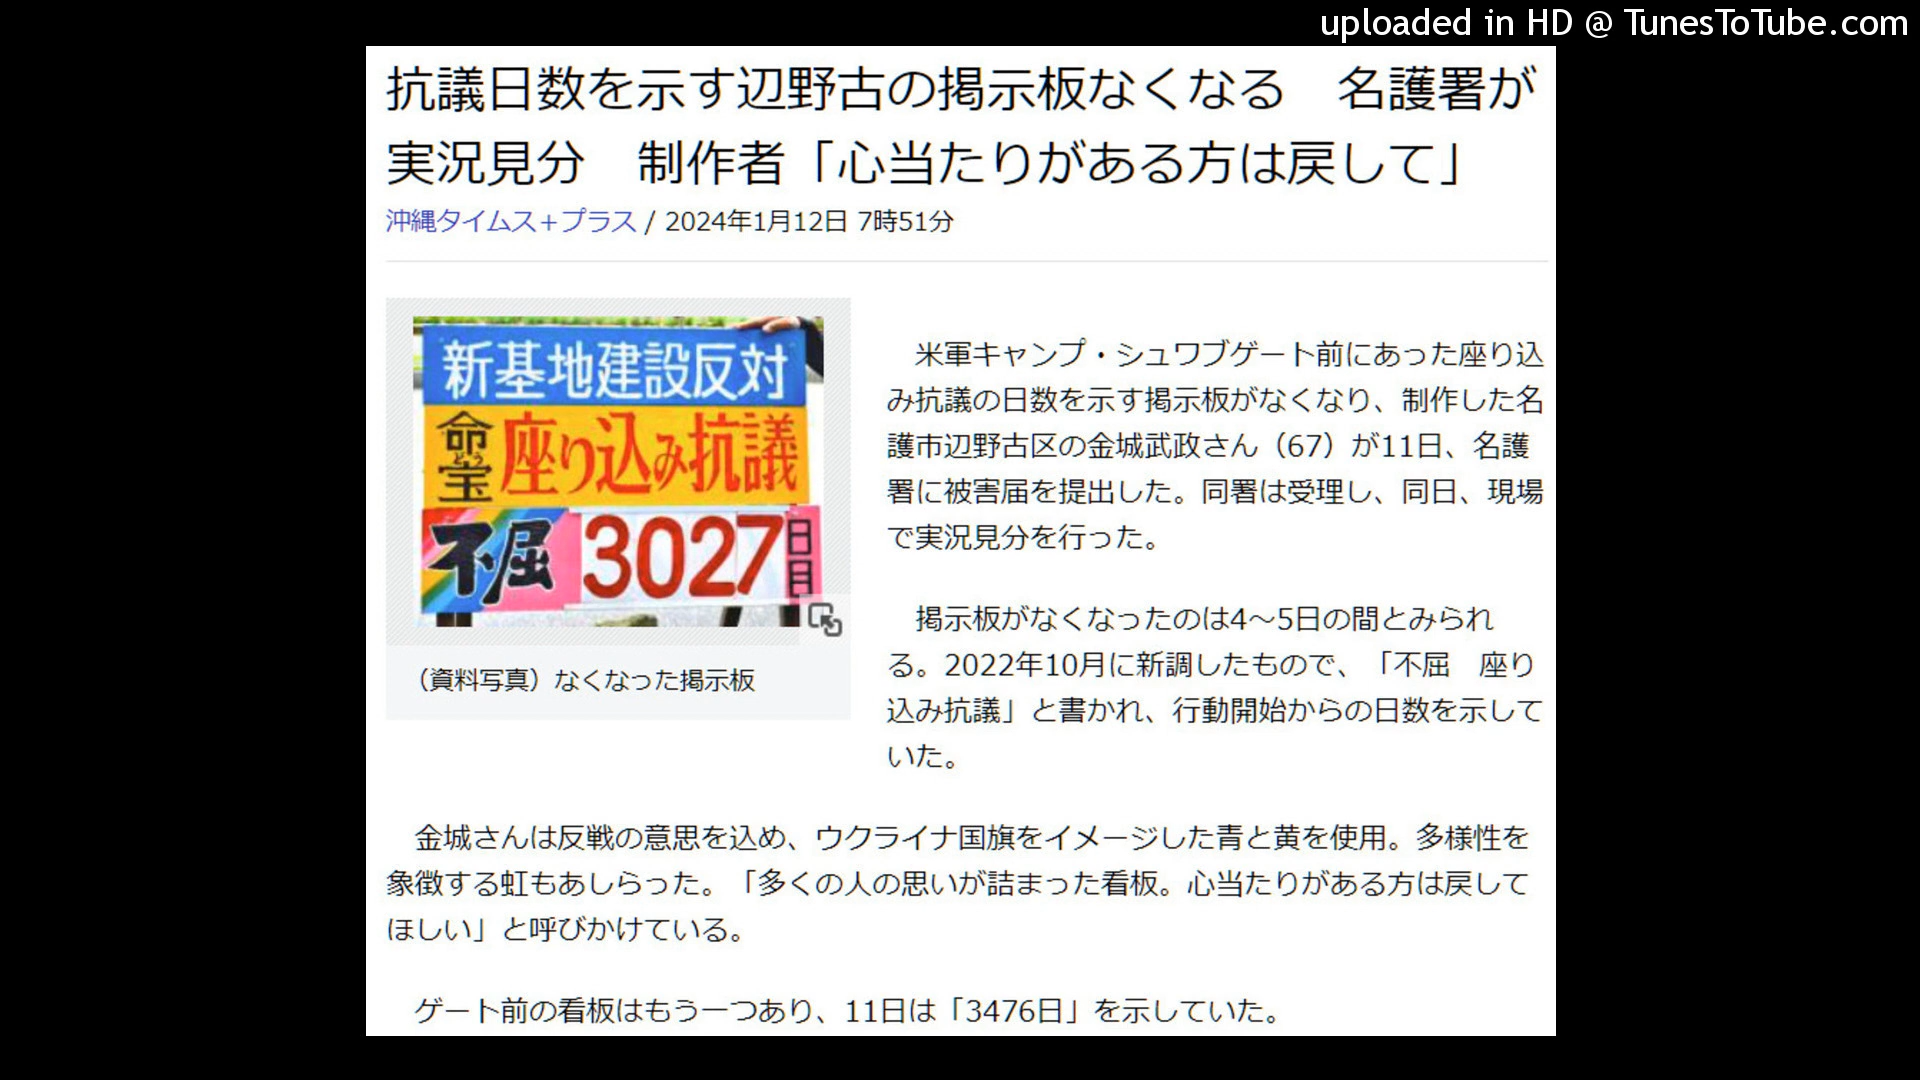 uploaded in HD @ TunesToTube.com
抗議日数を示す辺野古の掲示板なくなる　名護署が
実況見分　制作者「心当たりがある方は戻して」
沖縄タイムス＋プラス / 2024年1月12日 7時51分
新基地建設反対
命どぅ宝 座り込み抗議
不屈 3027日目
（資料写真）なくなった掲示板
米軍キャンプ・シュワブゲート前にあった座り込
み抗議の日数を示す掲示板がなくなり、制作した名
護市辺野古区の金城武政さん（67）が11日、名護
署に被害届を提出した。同署は受理し、同日、現場
で実況見分を行った。
掲示板がなくなったのは4～5日の間とみられ
る。2022年10月に新調したもので、「不屈　座り
込み抗議」と書かれ、行動開始からの日数を示して
いた。
金城さんは反戦の意思を込め、ウクライナ国旗をイメージした青と黄を使用。多様性を
象徴する虹もあしらった。「多くの人の思いが詰まった看板。心当たりがある方は戻して
ほしい」と呼びかけている。
ゲート前の看板はもう一つあり、11日は「3476日」を示していた。